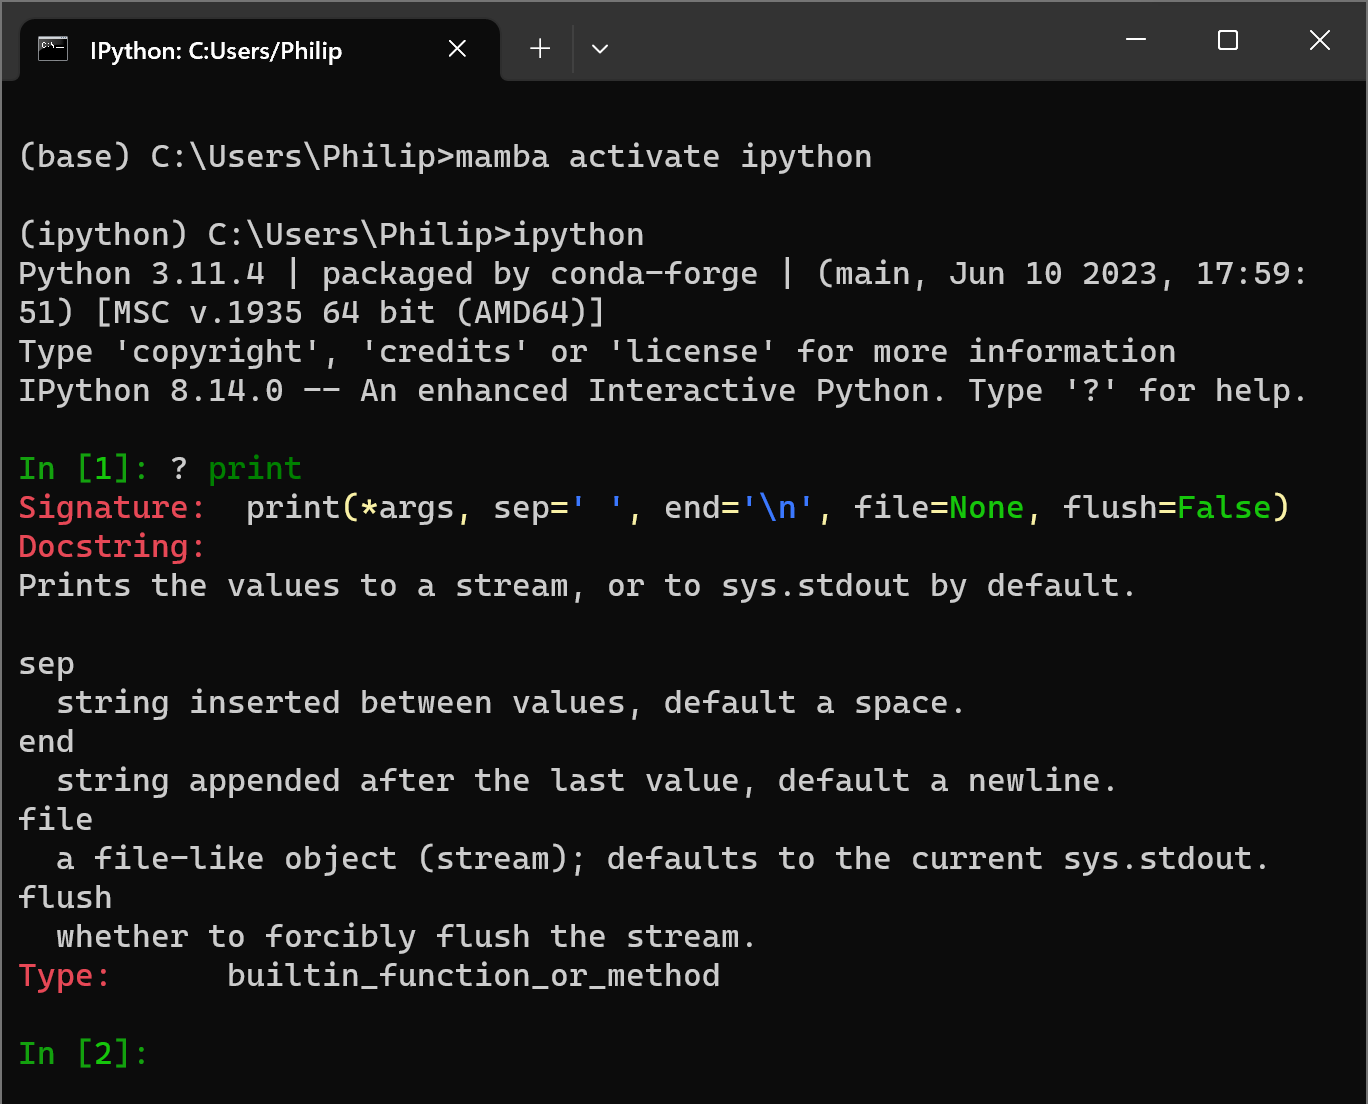 IPython: C:Users/Philip
(base) C:\Users\Philip>mamba activate ipython
(ipython) C:\Users\Philip>ipython
Python 3.11.4 | packaged by conda-forge | (main, Jun 10 2023, 17:59:
51) [MSC v.1935 64 bit (AMD64)]
Type 'copyright', 'credits' or 'license' for more information
IPython 8.14.0 -- An enhanced Interactive Python. Type '?' for help.
In [1]: ? print
Signature:  print(*args, sep=' ', end='\n', file=None, flush=False)
Docstring:
Prints the values to a stream, or to sys.stdout by default.
sep
  string inserted between values, default a space.
end
  string appended after the last value, default a newline.
file
  a file-like object (stream); defaults to the current sys.stdout.
flush
  whether to forcibly flush the stream.
Type:      builtin_function_or_method
In [2]: